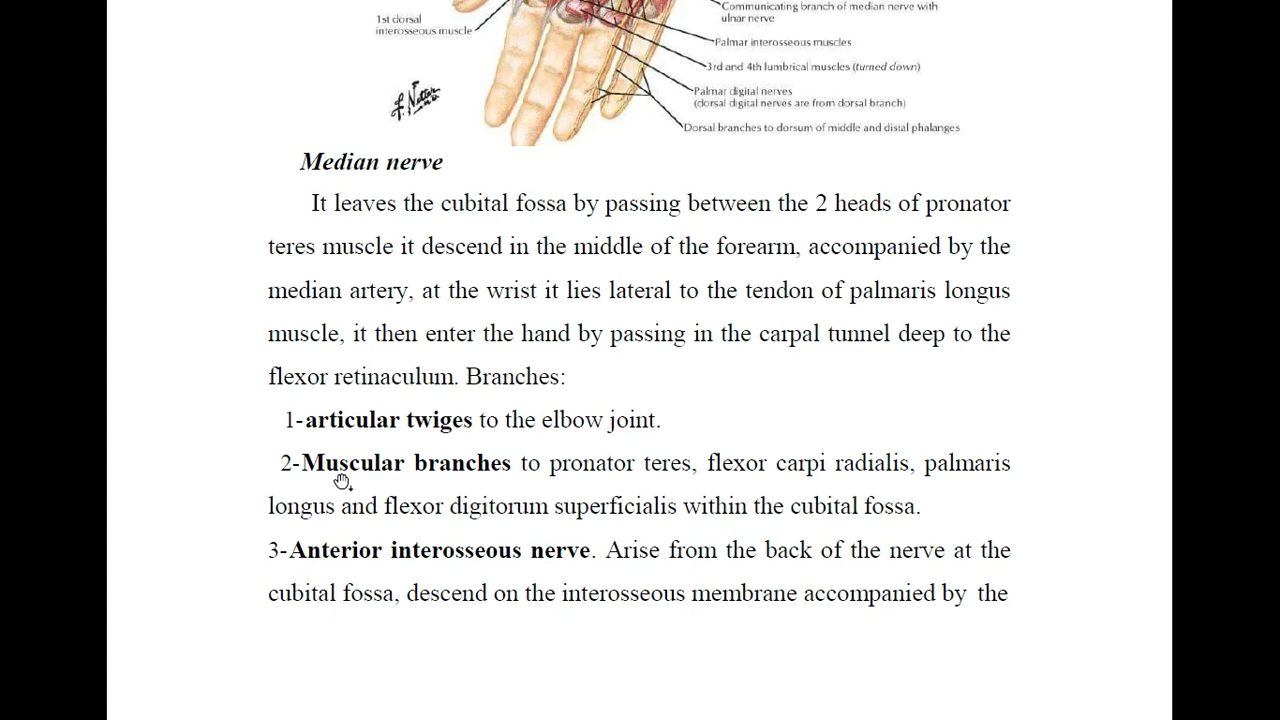 Communicating branch of median nerve with
ulnar nerve
1st dorsal
interosseous muscle
Palmar interosseous muscles
3rd and 4th lumbrical muscles (turned down)
Palmar digital nerves
(dorsal digital nerves are from dorsal branch)
Dorsal branches to dorsum of middle and distal phalanges
Median nerve
It leaves the cubital fossa by passing between the 2 heads of pronator
teres muscle it descend in the middle of the forearm, accompanied by the
median artery, at the wrist it lies lateral to the tendon of palmaris longus
muscle, it then enter the hand by passing in the carpal tunnel deep to the
flexor retinaculum. Branches:
1-articular twiges to the elbow joint.
2-Muscular branches to pronator teres, flexor carpi radialis, palmaris
longus and flexor digitorum superficialis within the cubital fossa.
3-Anterior interosseous nerve. Arise from the back of the nerve at the
cubital fossa, descend on the interosseous membrane accompanied by the